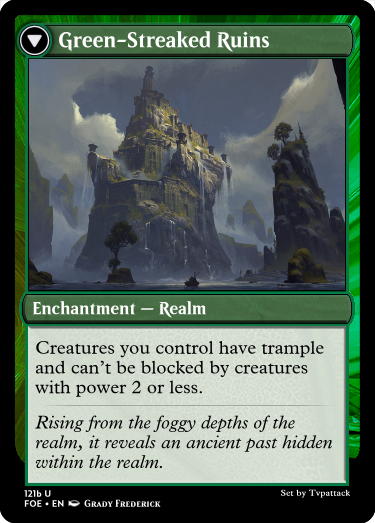 Green-Streaked Ruins
Enchantment — Realm
Creatures you control have trample
and can't be blocked by creatures
with power 2 or less.
Rising from the foggy depths of the
realm, it reveals an ancient past hidden
within the realm.
121b U
FOE • EN Grady Frederick
Set by Tvpattack